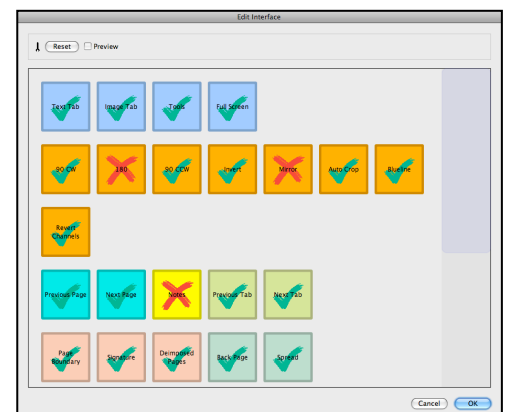 Edit Interface
Reset Preview
Text Tab Image Tab Tools Full Screen
90 CW 180 90 CCW Invert Mirror Auto Crop Blueline
Revert
Channels
Previous Page Next Page Notes Previous Tab Next Tab
Page
Boundary Signature Deimposed
Pages Back Page Spread
Cancel OK